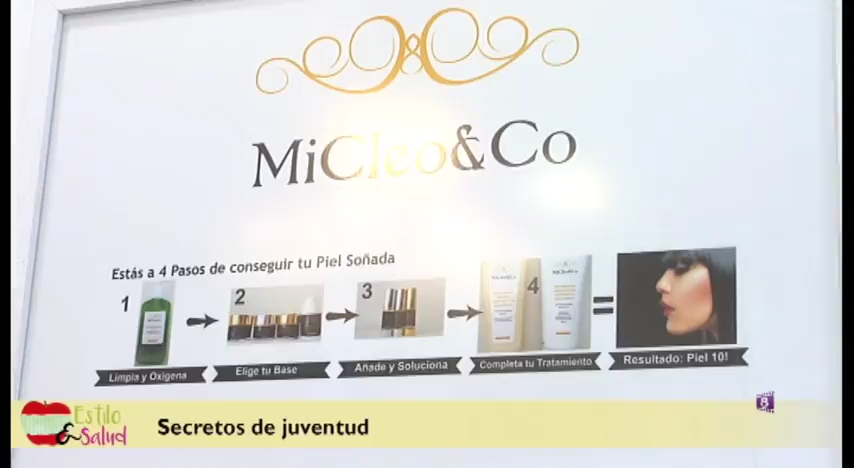 MiCleo&Co
Estás a 4 Pasos de conseguir tu Piel Soñada
1
2
3
4
Limpia y Oxigena
Elige tu Base
Añade y Soluciona
Completa tu Tratamiento
Resultado: Piel 10!
Estilo
&Salud
Secretos de juventud
8